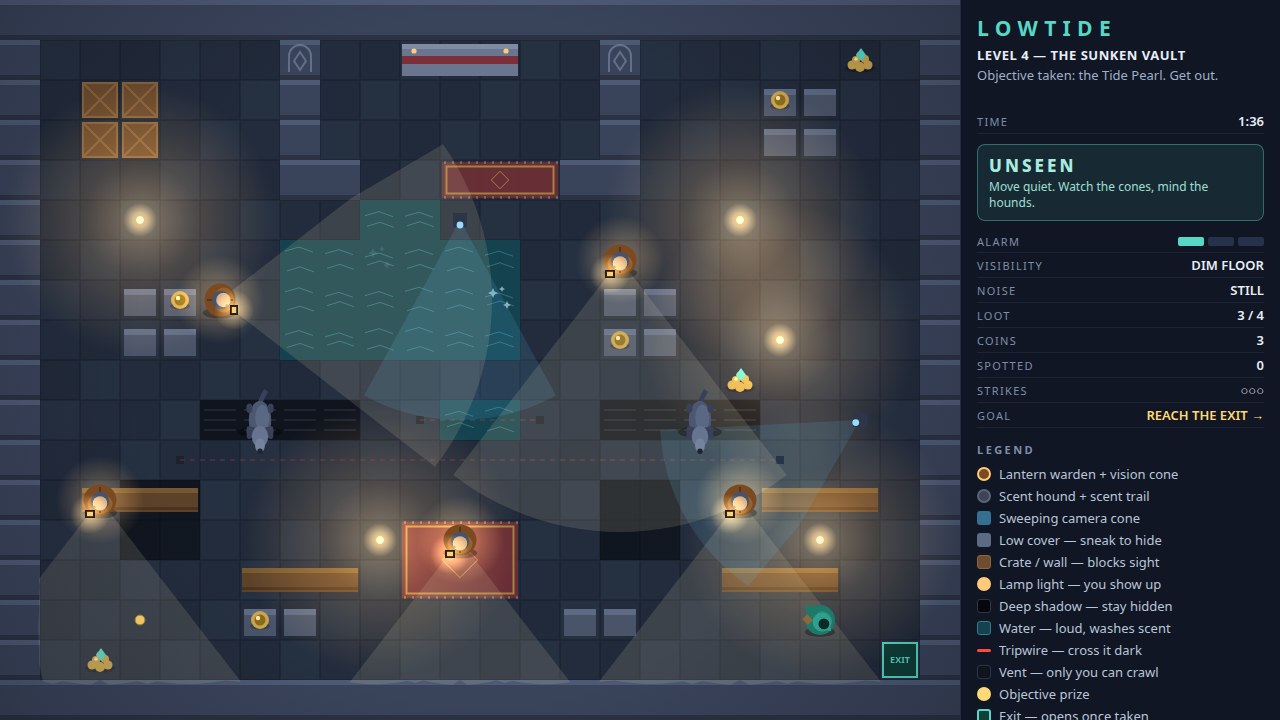 LOWTIDE
LEVEL 4 — THE SUNKEN VAULT
Objective taken: the Tide Pearl. Get out.
TIME 1:36
UNSEEN
Move quiet. Watch the cones, mind the
hounds.
ALARM
VISIBILITY DIM FLOOR
NOISE STILL
LOOT 3 / 4
COINS 3
SPOTTED 0
STRIKES ○○○
GOAL REACH THE EXIT →
LEGEND
Lantern warden + vision cone
Scent hound + scent trail
Sweeping camera cone
Low cover — sneak to hide
Crate / wall — blocks sight
Lamp light — you show up
Deep shadow — stay hidden
Water — loud, washes scent
Tripwire — cross it dark
Vent — only you can crawl
Objective prize
Exit — opens once taken
EXIT